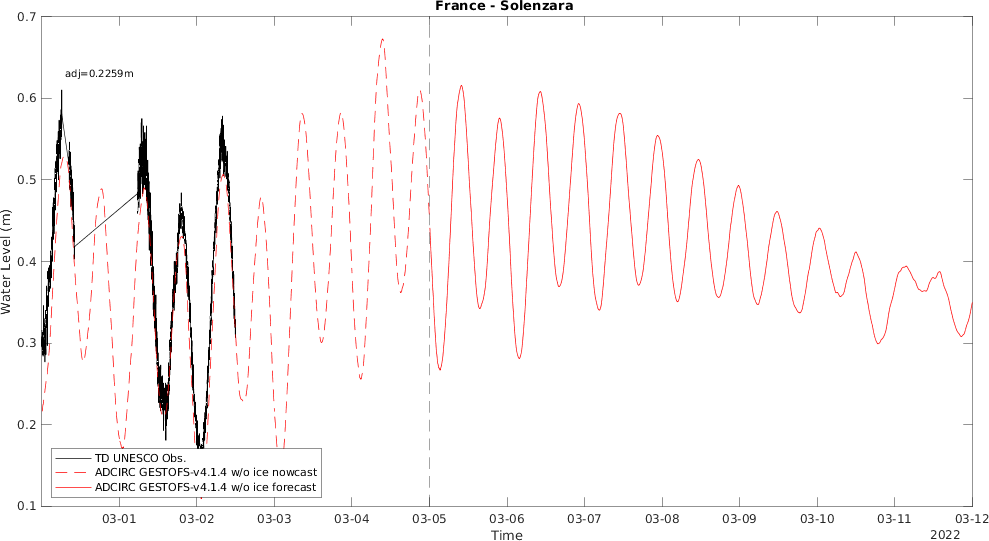 France - Solenzara
0.7
0.6
0.5
0.4
0.3
0.2
0.1
Water Level (m)
adj=0.2259m
TD UNESCO Obs.
ADCIRC GESTOFS-v4.1.4 w/o ice nowcast
ADCIRC GESTOFS-v4.1.4 w/o ice forecast
03-01 03-02 03-03 03-04 03-05 03-06 03-07 03-08 03-09 03-10 03-11 03-12
Time
2022